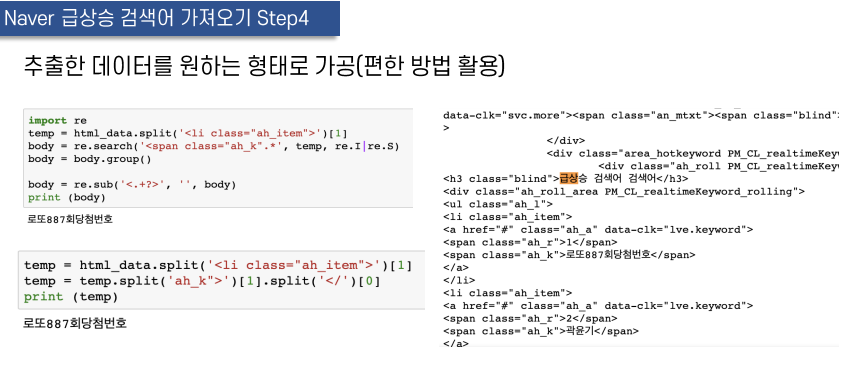 Naver 급상승 검색어 가져오기 Step4
추출한 데이터를 원하는 형태로 가공(편한 방법 활용)
import re
temp = html_data.split('<li class="ah_item">')[1]
body = re.search('<span class="ah_k".*', temp, re.I|re.S)
body = body.group()
body = re.sub('<.+?>', '', body)
print (body)
로또887회당첨번호
temp = html_data.split('<li class="ah_item">')[1]
temp = temp.split('ah_k">')[1].split('</')[0]
print (temp)
로또887회당첨번호
data-clk="svc.more"><span class="an_mtxt"><span class="blind"
>
</div>
<div class="area_hotkeyword PM_CL_realtimeKeyw
<div class="ah_roll PM_CL_realtimeKeyw
<h3 class="blind">급상승 검색어 검색어</h3>
<div class="ah_roll_area PM_CL_realtimeKeyword_rolling">
<ul class="ah_l">
<li class="ah_item">
<a href="#" class="ah_a" data-clk="lve.keyword">
<span class="ah_r">1</span>
<span class="ah_k">로또887회당첨번호</span>
</a>
</li>
<li class="ah_item">
<a href="#" class="ah_a" data-clk="lve.keyword">
<span class="ah_r">2</span>
<span class="ah_k">곽윤기</span>
</a>